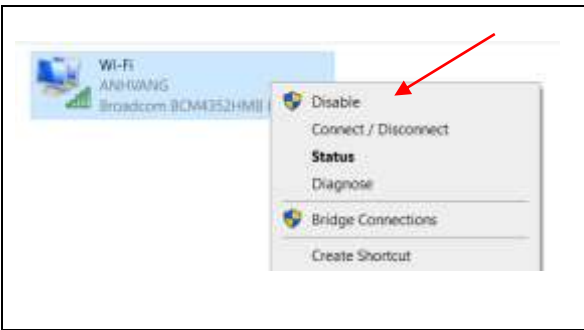 Wi-Fi
ANHVANG
Broadcom BCM4352HMB
Disable
Connect / Disconnect
Status
Diagnose
Bridge Connections
Create Shortcut